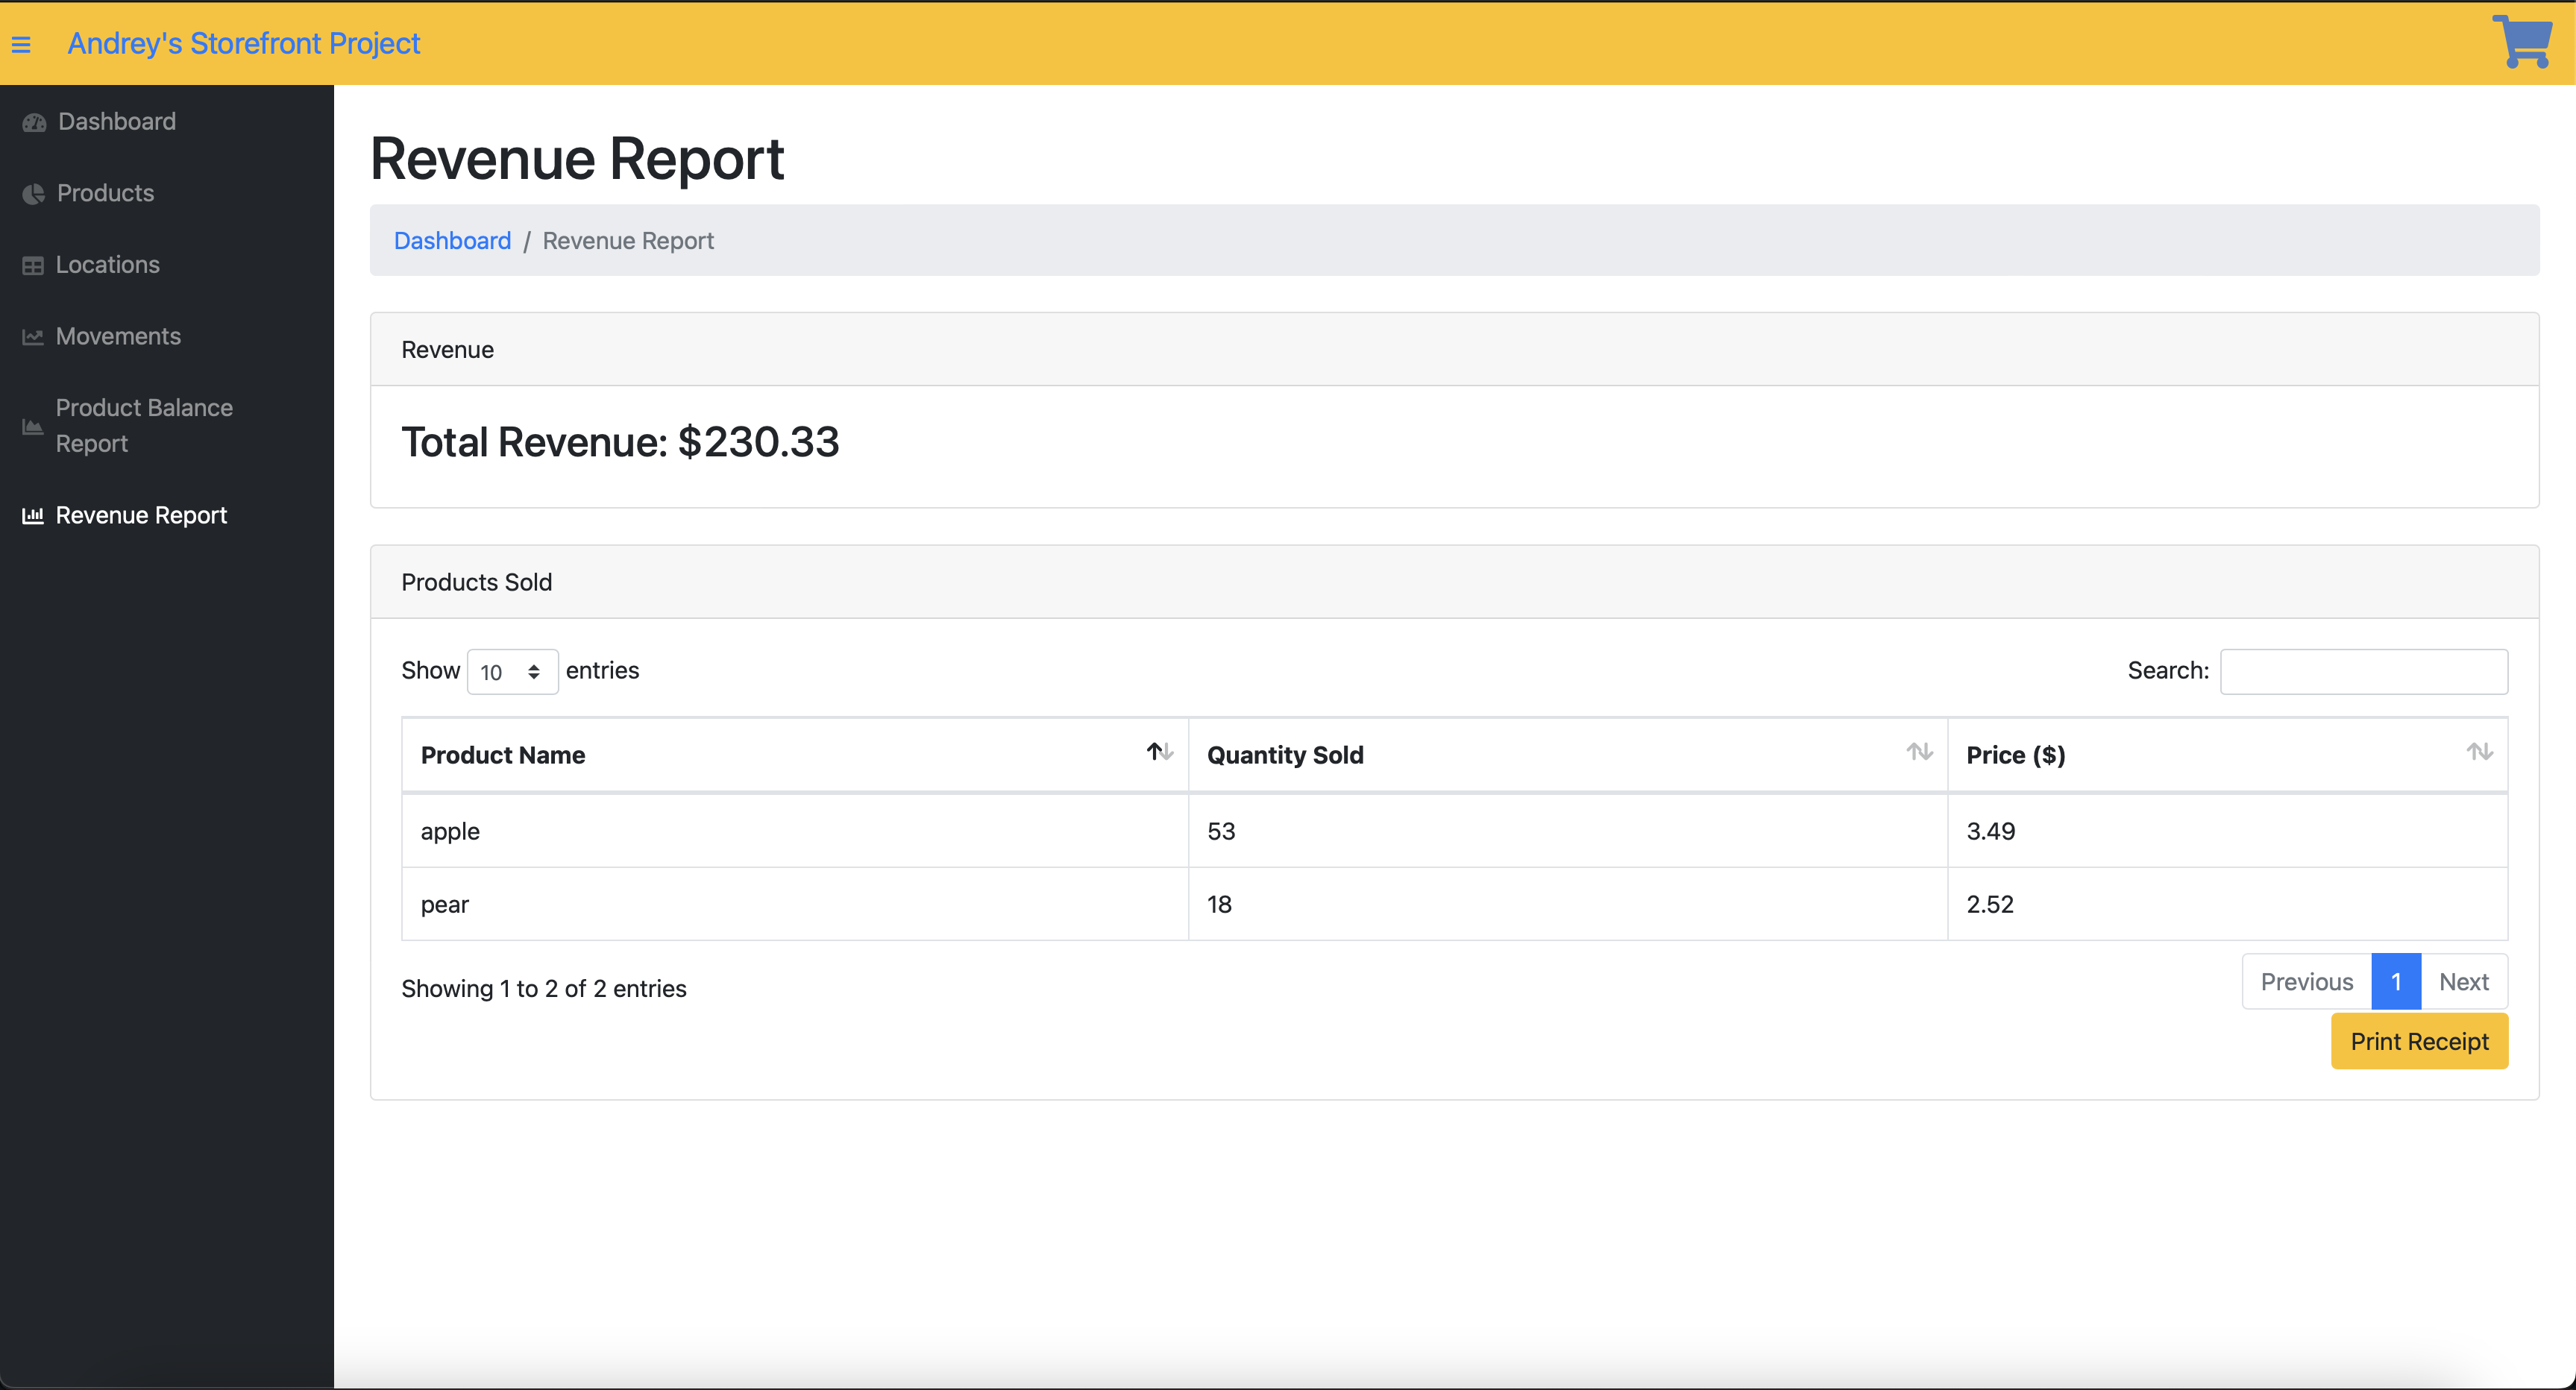 Andrey's Storefront Project
Dashboard
Products
Locations
Movements
Product Balance
Report
Revenue Report
Revenue Report
Dashboard / Revenue Report
Revenue
Total Revenue: $230.33
Products Sold
Show 10 entries
Search:
Product Name Quantity Sold Price ($)
apple 53 3.49
pear 18 2.52
Showing 1 to 2 of 2 entries
Previous 1 Next
Print Receipt